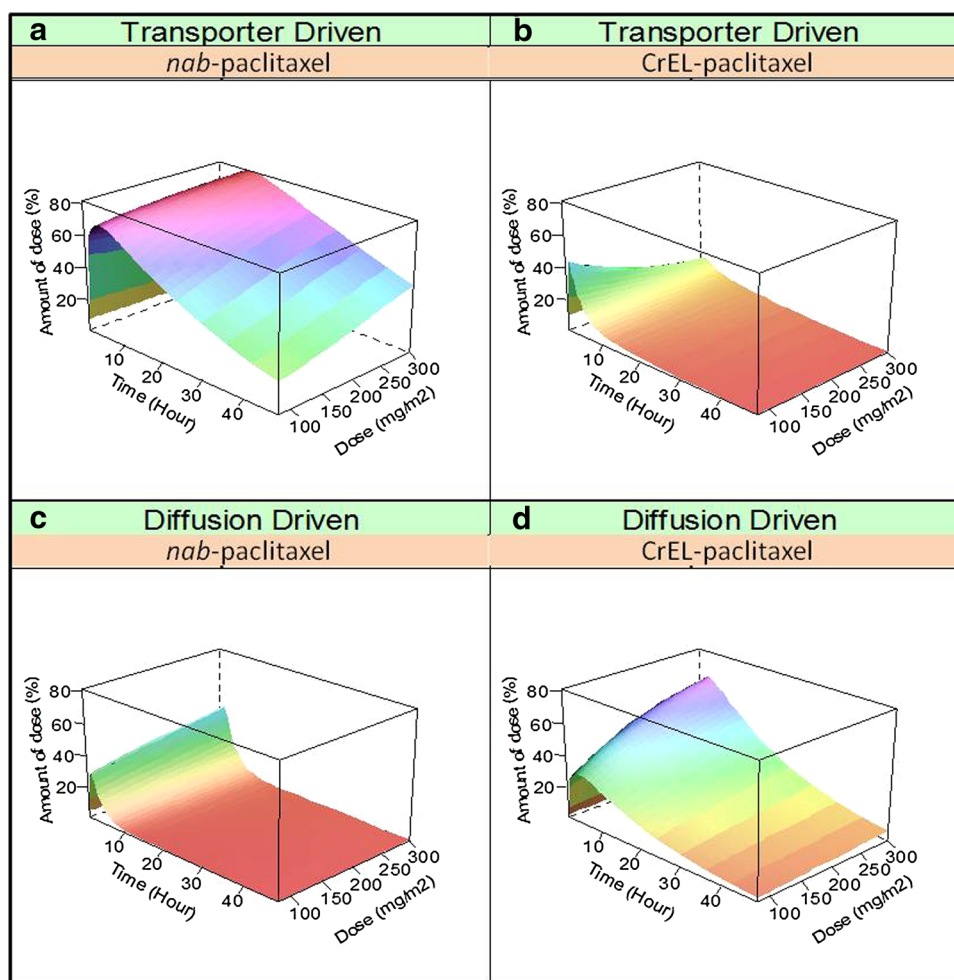 a Transporter Driven
nab-paclitaxel
Amount of dose (%)
80
60
40
20
10
20
30
40
Time (Hour)
100
150
200
250
300
Dose (mg/m2)
b Transporter Driven
CrEL-paclitaxel
Amount of dose (%)
80
60
40
20
10
20
30
40
Time (Hour)
100
150
200
250
300
Dose (mg/m2)
c Diffusion Driven
nab-paclitaxel
Amount of dose (%)
80
60
40
20
10
20
30
40
Time (Hour)
100
150
200
250
300
Dose (mg/m2)
d Diffusion Driven
CrEL-paclitaxel
Amount of dose (%)
80
60
40
20
10
20
30
40
Time (Hour)
100
150
200
250
300
Dose (mg/m2)